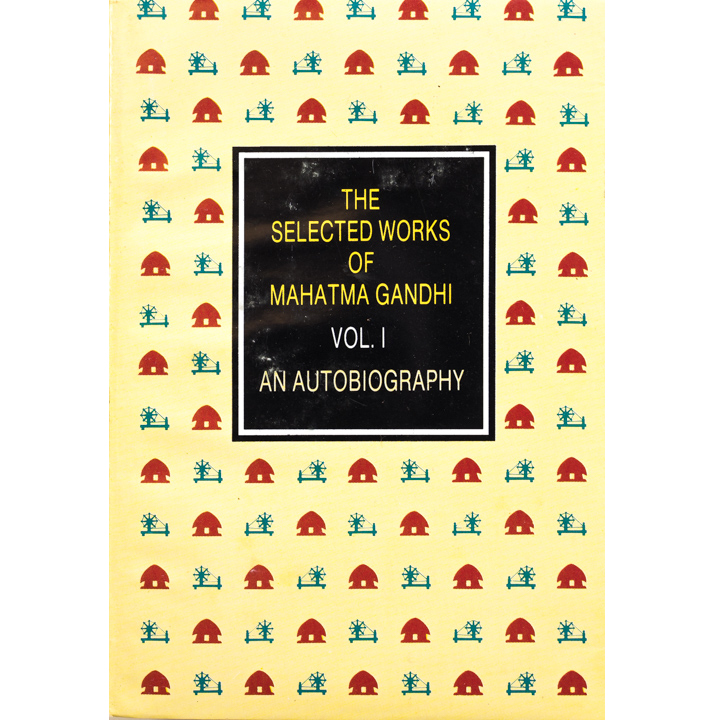 THE
SELECTED WORKS
OF
MAHATMA GANDHI
VOL. I
AN AUTOBIOGRAPHY